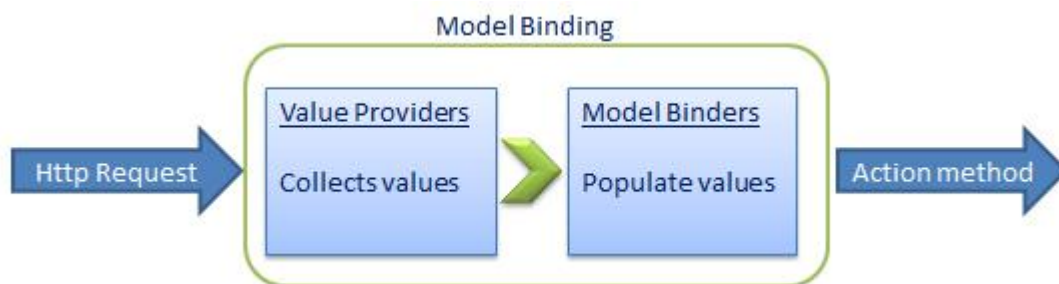 Model Binding
Http Request
Value Providers
Collects values
Model Binders
Populate values
Action method